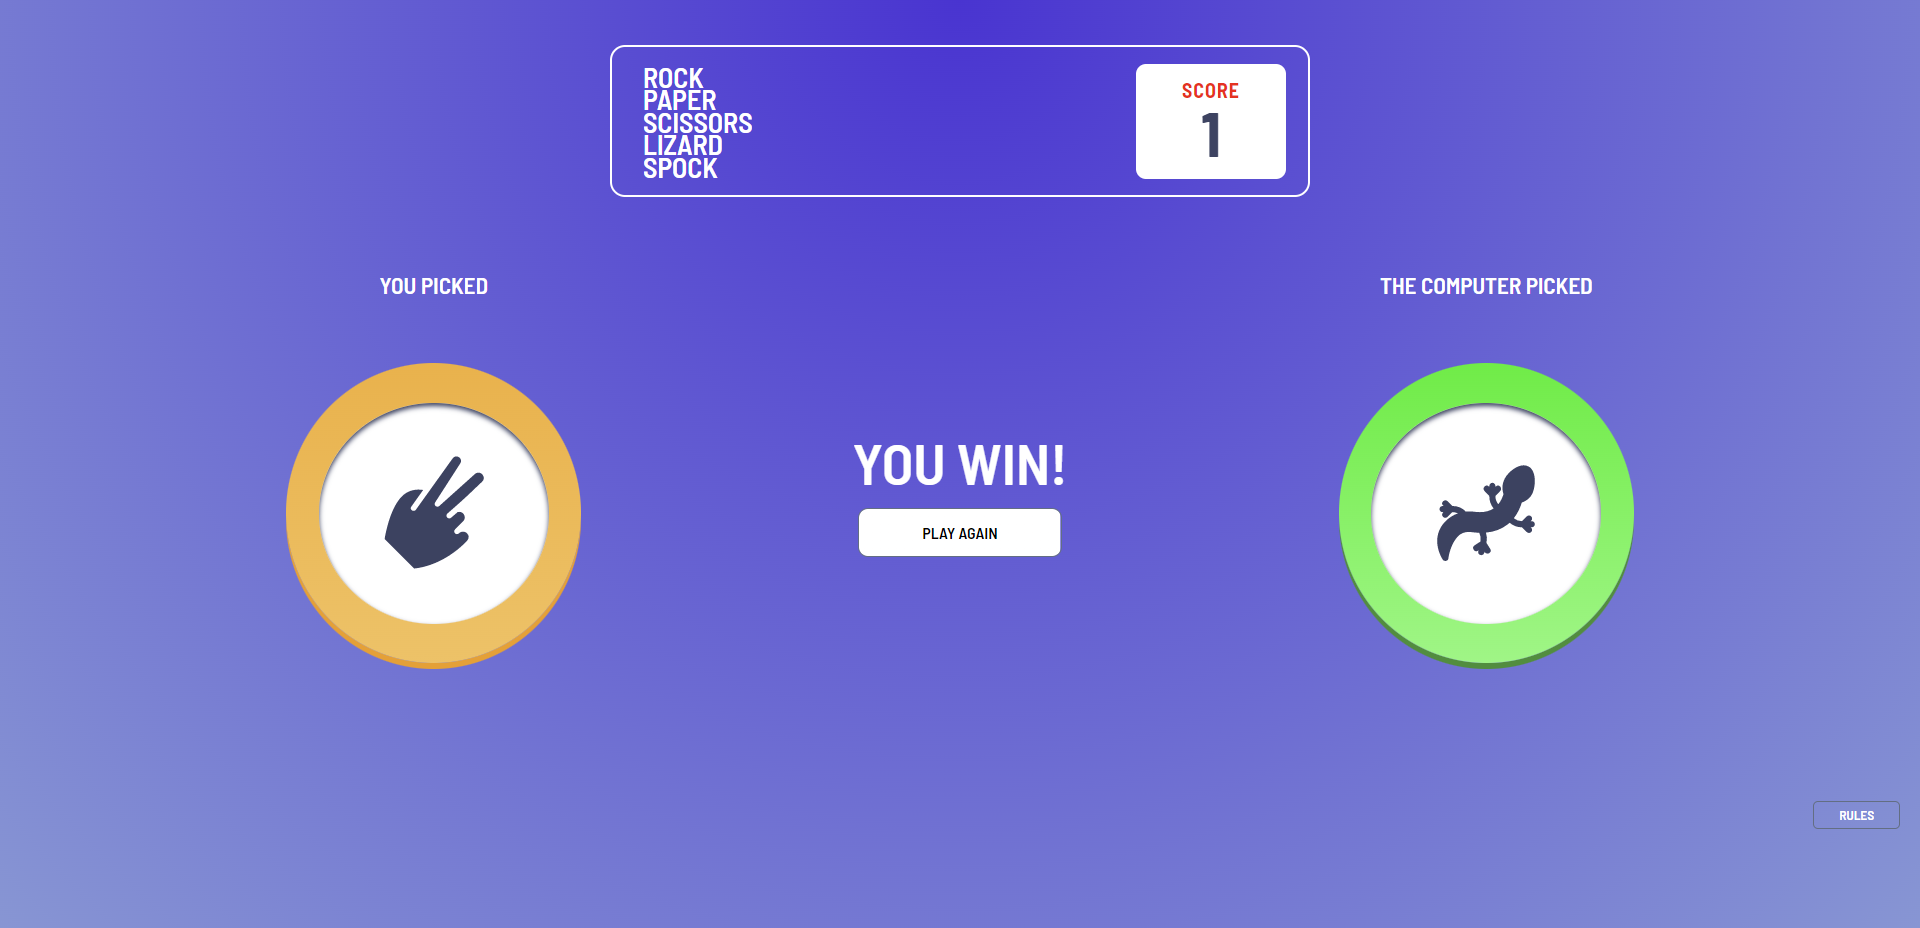 ROCK
PAPER
SCISSORS
LIZARD
SPOCK
SCORE
1
YOU PICKED
THE COMPUTER PICKED
YOU WIN!
PLAY AGAIN
RULES